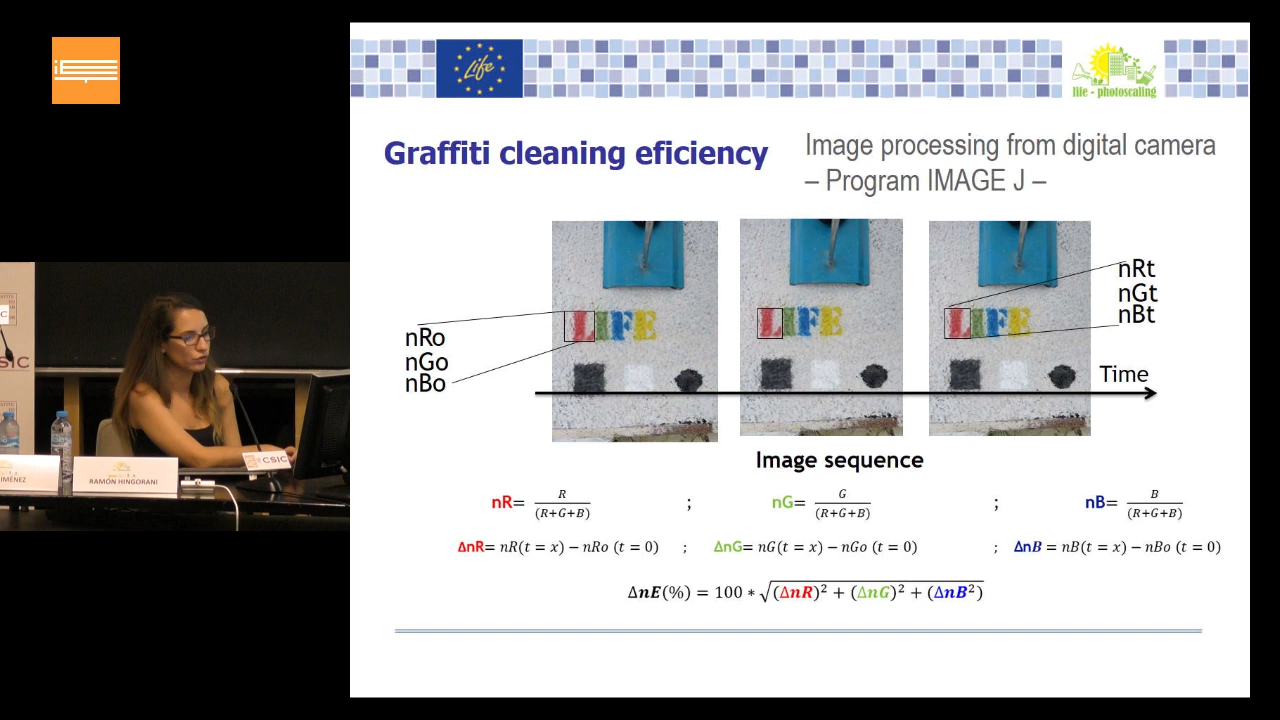 Life
life - photoscaling
Graffiti cleaning eficiency
Image processing from digital camera
– Program IMAGE J –
LIFE
LIFE
LIFE
nRo
nGo
nBo
nRt
nGt
nBt
Time
Image sequence
nR= R/(R+G+B) ; nG= G/(R+G+B) ; nB= B/(R+G+B)
ΔnR= nR(t = x) − nRo (t = 0) ; ΔnG= nG(t = x) − nGo (t = 0) ; ΔnB = nB(t = x) − nBo (t = 0)
ΔnE(%) = 100 * √(ΔnR)² + (ΔnG)² + (ΔnB²)
CSIC
RAMÓN HINGORANI